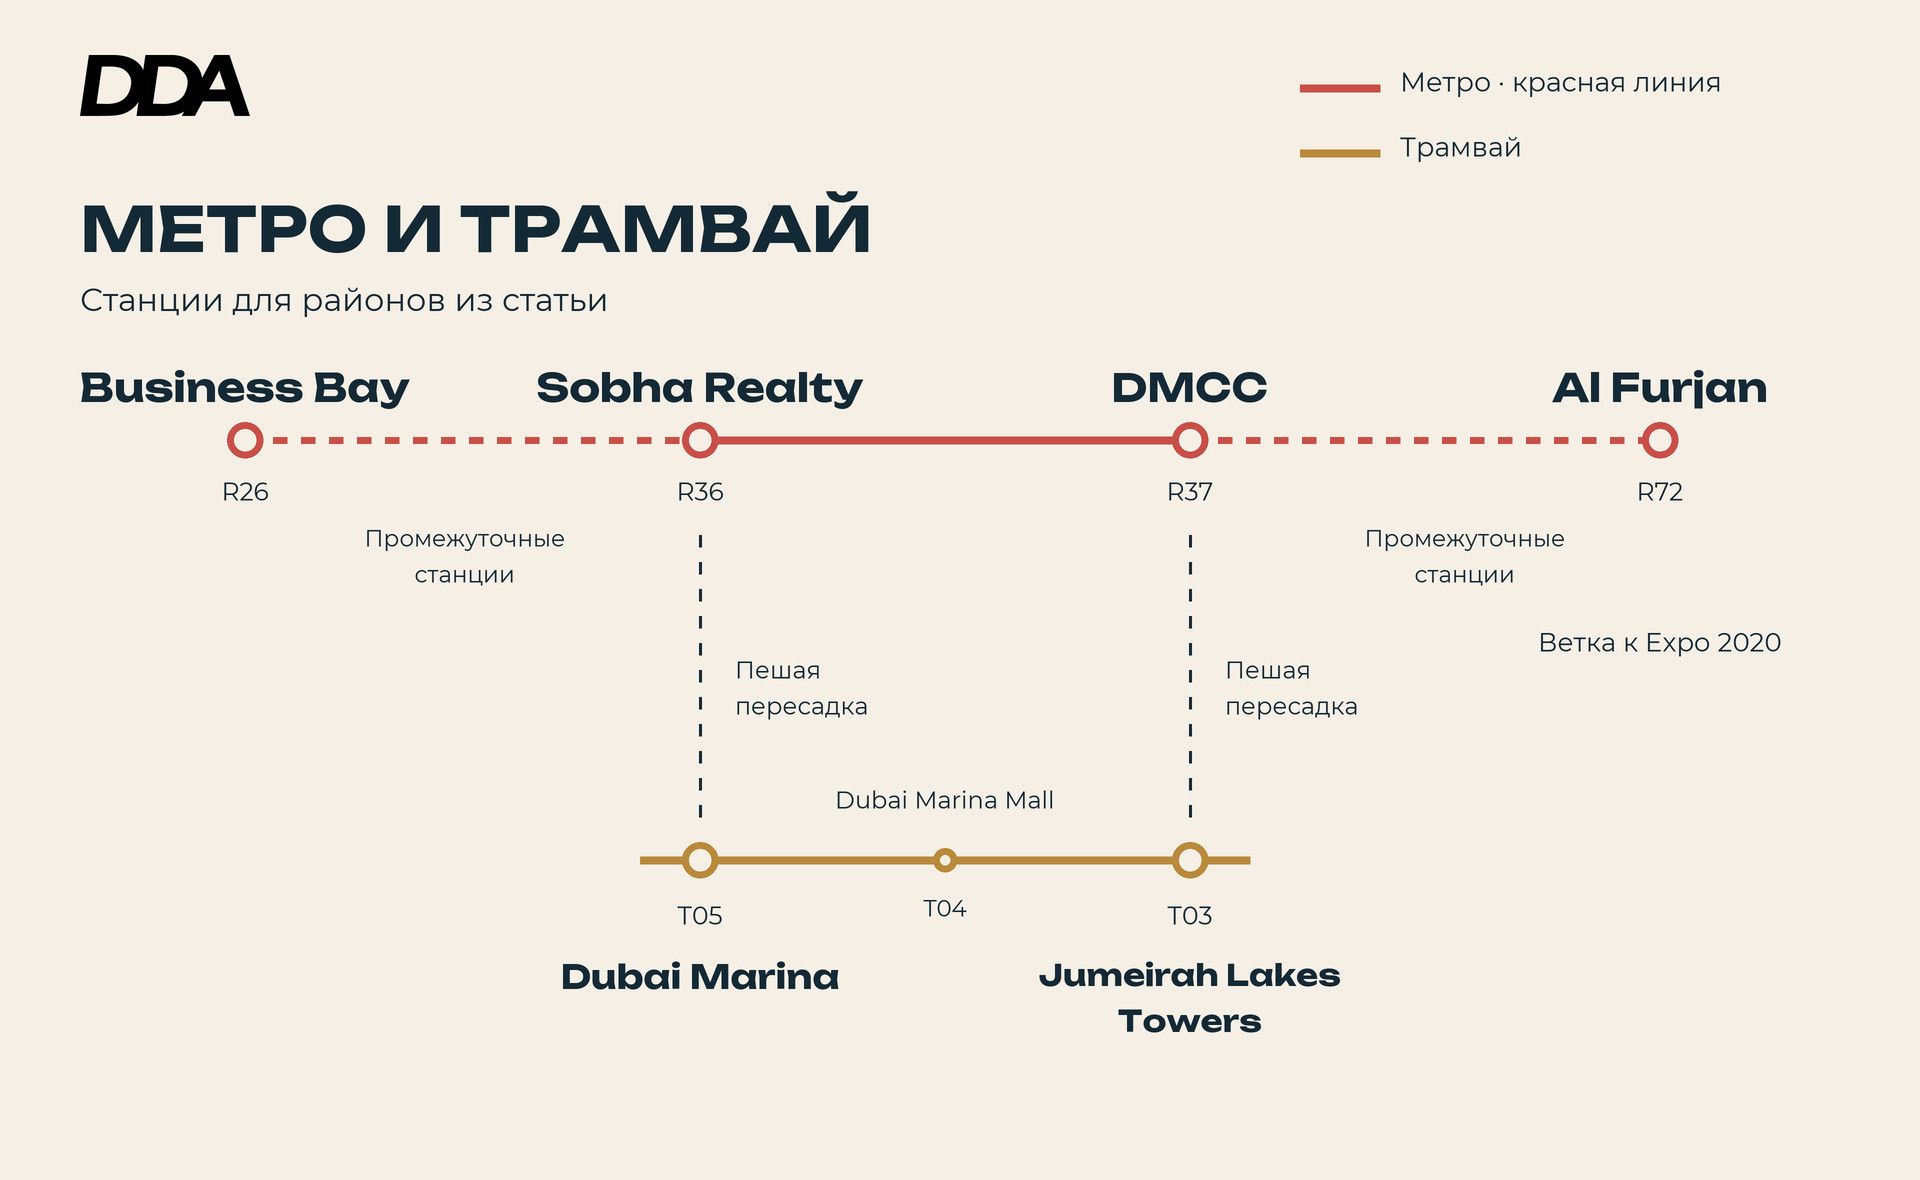 DDA
Метро · красная линия
Трамвай
МЕТРО И ТРАМВАЙ
Станции для районов из статьи
Business Bay
Sobha Realty
DMCC
Al Furjan
R26
R36
R37
R72
Промежуточные
станции
Промежуточные
станции
Ветка к Expo 2020
Пешая
пересадка
Пешая
пересадка
Dubai Marina Mall
T05
T04
T03
Dubai Marina
Jumeirah Lakes
Towers